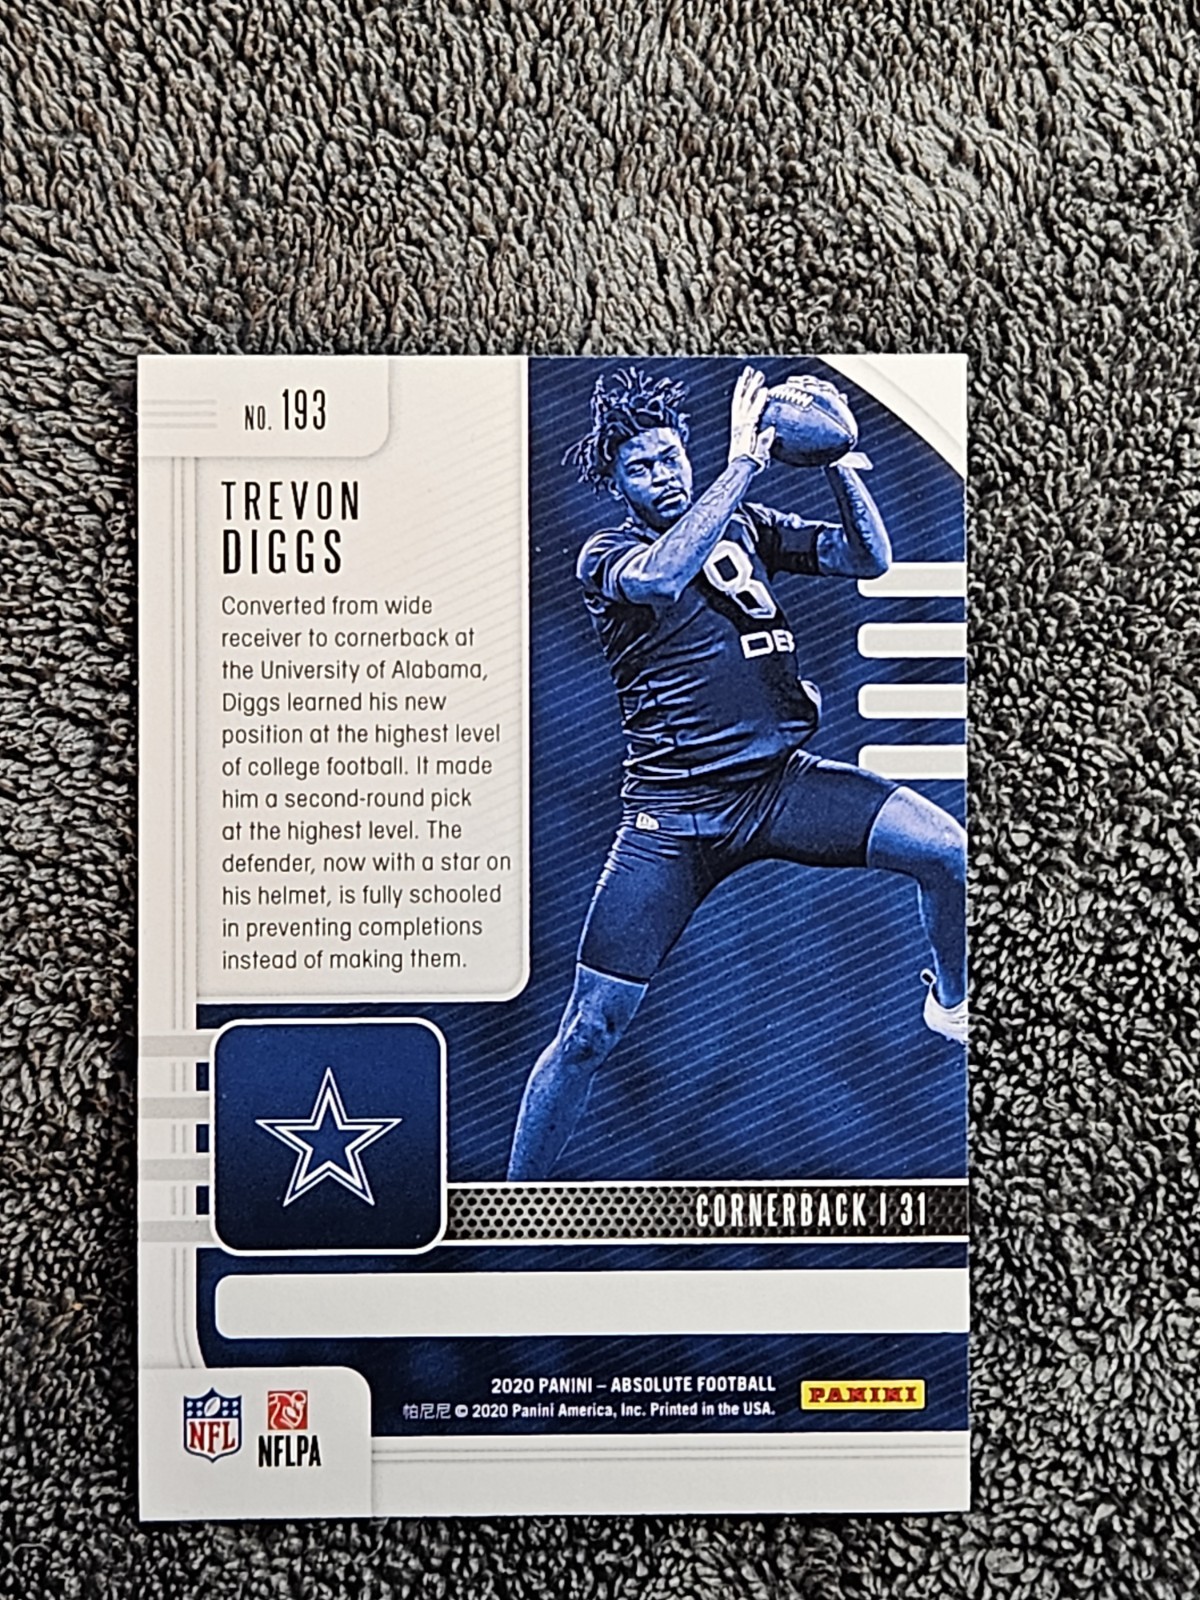 NO. 193
TREVON
DIGGS
Converted from wide
receiver to cornerback at
the University of Alabama,
Diggs learned his new
position at the highest level
of college football. It made
him a second-round pick
at the highest level. The
defender, now with a star on
his helmet, is fully schooled
in preventing completions
instead of making them.
8
DB
CORNERBACK | 31
2020 PANINI – ABSOLUTE FOOTBALL
帕尼尼 © 2020 Panini America, Inc. Printed in the USA.
PANINI
NFL
NFLPA